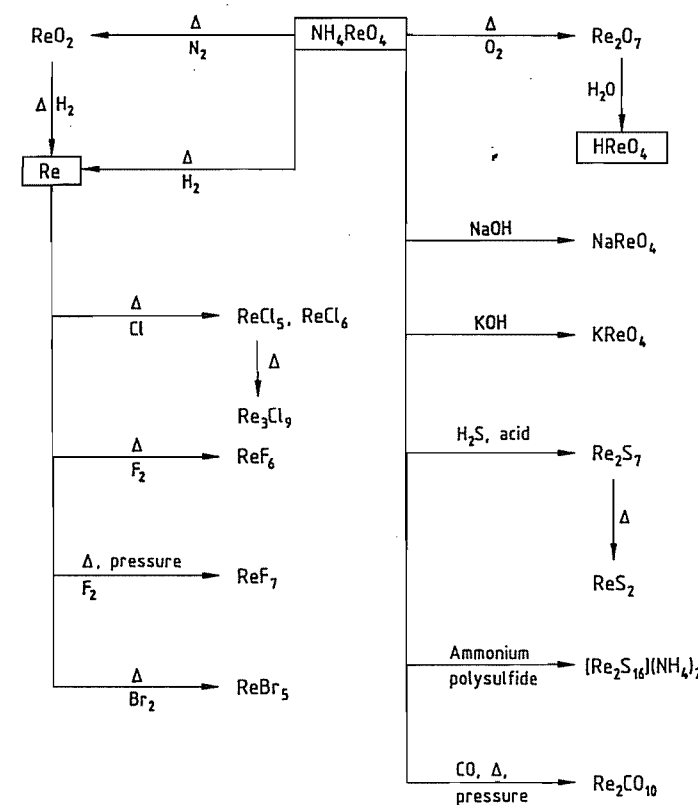 ReO₂ Δ N₂ NH₄ReO₄ Δ O₂ Re₂O₇
Δ H₂
H₂O
HReO₄
Re Δ H₂
NaOH NaReO₄
Δ Cl ReCl₅, ReCl₆
KOH KReO₄
Δ
Re₃Cl₉
Δ F₂ ReF₆
H₂S, acid Re₂S₇
Δ
Δ, pressure F₂ ReF₇
ReS₂
Ammonium
polysulfide [Re₂S₁₆](NH₄)₂
Δ Br₂ ReBr₅
CO, Δ,
pressure Re₂CO₁₀